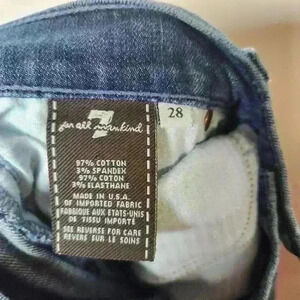 7
for all mankind
28
97% COTTON
3% SPANDEX
97% COTON
3% ELASTHANE
MADE IN U.S.A.
OF IMPORTED FABRIC
FABRIQUE AUX ETATS-UNIS
DE TISSU IMPORTÉ
SEE REVERSE FOR CARE
REVERS SUR LE SOINS